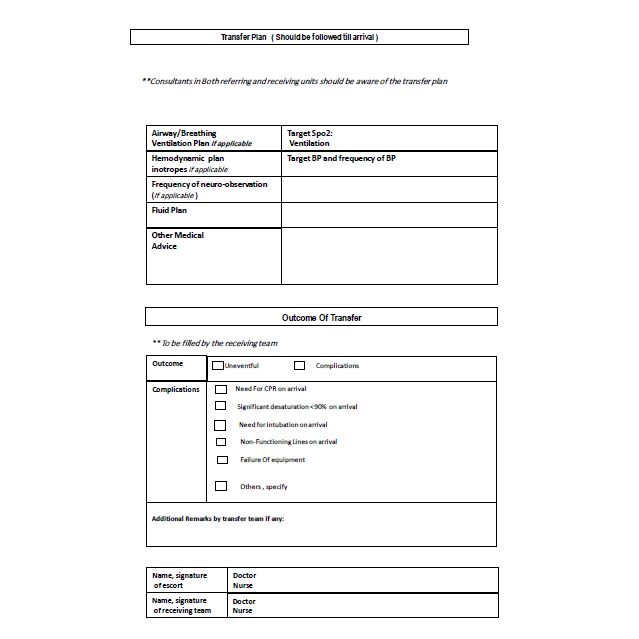 Transfer Plan ( Should be followed till arrival )
**Consultants in Both referring and receiving units should be aware of the transfer plan
Airway/Breathing
Ventilation Plan if applicable
Target Spo2:
Ventilation
Hemodynamic plan
inotropes if applicable
Target BP and frequency of BP
Frequency of neuro-observation
(If applicable )
Fluid Plan
Other Medical
Advice
Outcome Of Transfer
** To be filled by the receiving team
Outcome
Uneventful
Complications
Complications
Need For CPR on arrival
Significant desaturation <90% on arrival
Need for intubation on arrival
Non-Functioning Lines on arrival
Failure Of equipment
Others , specify
Additional Remarks by transfer team if any:
Name, signature
of escort
Doctor
Nurse
Name, signature
of receiving team
Doctor
Nurse